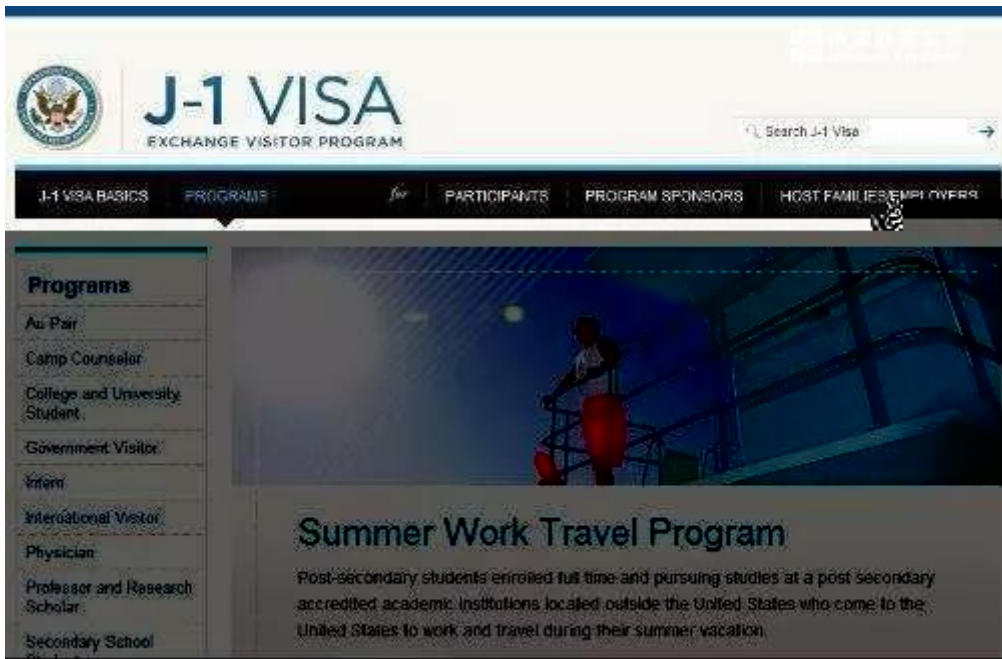 J-1 VISA
EXCHANGE VISITOR PROGRAM
Search J-1 Visa
J-1 VISA BASICS PROGRAMS for PARTICIPANTS PROGRAM SPONSORS HOST FAMILIES/EMPLOYERS
Programs
Au Pair
Camp Counselor
College and University
Student
Government Visitor
Intern
International Visitor
Physician
Professor and Research
Scholar
Secondary School
Summer Work Travel Program
Post-secondary students enrolled full time and pursuing studies at a post secondary
accredited academic institutions located outside the United States who come to the
United States to work and travel during their summer vacation.